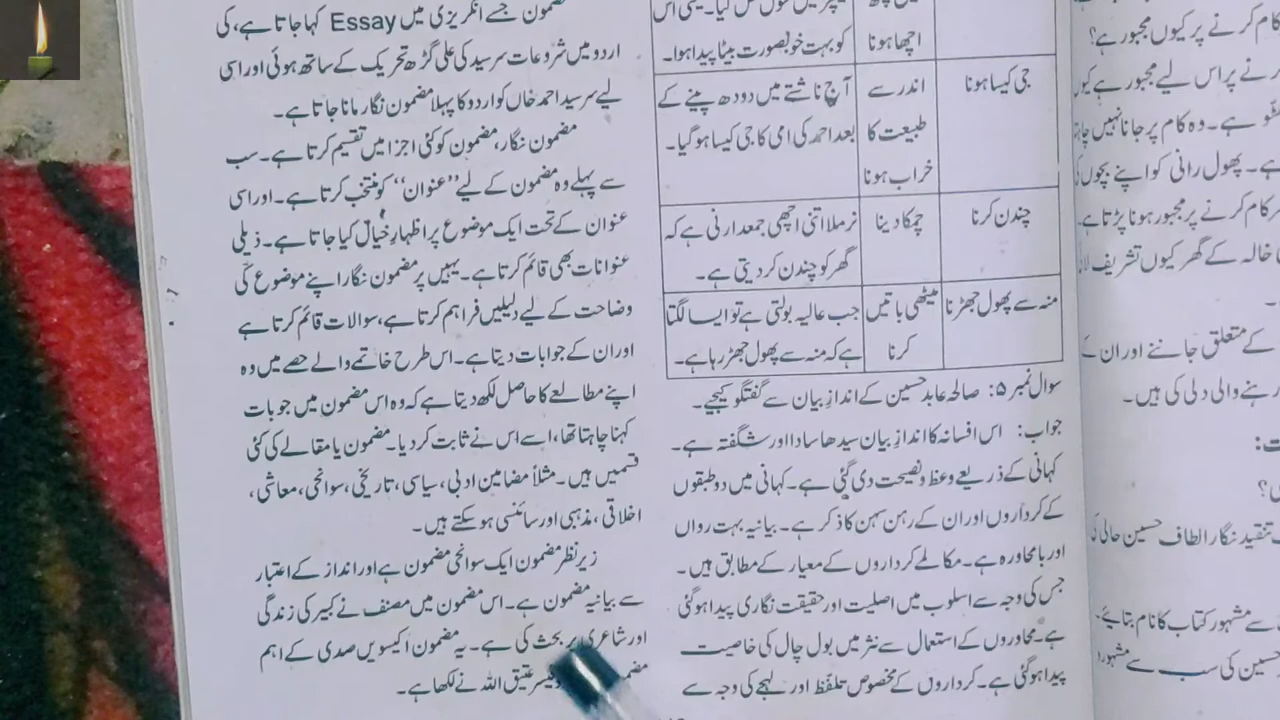 کام کرنے پر کیوں مجبور ہے؟
کرنے پر اس لیے مجبور ہے کیوں
ہے۔ وہ کام پر جانا نہیں
ہے۔ پھول رانی کو اپنے بچوں
کام کرنے پر مجبور ہونا پڑتا ہے۔
خالہ کے گھر کیوں تشریف
کے متعلق جاننے اور ان کے
رہنے والی دلی کی ہیں۔
تنقید نگار الطاف حسین حالی
سے مشہور کتاب کا نام بتائیے۔
حسین کی سب سے مشہور
اچھا ہونا
کو بہت خوبصورت بیٹا پیدا ہوا۔
جی کیسا ہونا
اندر سے
طبیعت کا
خراب ہونا
آج ناشتے میں دودھ پینے کے
بعد احمد کی امی کا جی کیسا ہو گیا۔
چندن کرنا
چمکا دینا
نرملا اتنی اچھی جمعدارنی ہے کہ
گھر کو چندن کر دیتی ہے۔
منہ سے پھول جھڑنا
میٹھی باتیں
کرنا
جب عالیہ بولتی ہے تو ایسا لگتا
ہے کہ منہ سے پھول جھڑ رہا ہے۔
سوال نمبر ۵: صالحہ عابد حسین کے اندازِ بیان سے گفتگو کیجیے۔
جواب: اس افسانہ کا اندازِ بیان سیدھا سادا اور شگفتہ ہے۔
کہانی کے ذریعے وعظ ونصیحت دی گئی ہے۔ کہانی میں دو طبقوں
کے کرداروں اور ان کے رہن سہن کا ذکر ہے۔ بیانیہ بہت رواں
اور بامحاورہ ہے۔ مکالمے کرداروں کے معیار کے مطابق ہیں۔
جس کی وجہ سے اسلوب میں اصلیت اور حقیقت نگاری پیدا ہوگئی
ہے۔ محاوروں کے استعمال سے نثر میں بول چال کی خاصیت
پیدا ہوگئی ہے۔ کرداروں کے مخصوص تلفظ اور لہجے کی وجہ سے
مضمون جسے انگریزی میں Essay کہا جاتا ہے، کی
اردو میں شروعات سرسید کی علی گڑھ تحریک کے ساتھ ہوئی اور اسی
لیے سرسید احمد خاں کو اردو کا پہلا مضمون نگار مانا جاتا ہے۔
مضمون نگار، مضمون کو کئی اجزا میں تقسیم کرتا ہے۔ سب
سے پہلے وہ مضمون کے لیے ”عنوان“ کو منتخب کرتا ہے۔ اور اسی
عنوان کے تحت ایک موضوع پر اظہارِ خیال کیا جاتا ہے۔ ذیلی
عنوانات بھی قائم کرتا ہے۔ یہیں پر مضمون نگار اپنے موضوع کی
وضاحت کے لیے دلیلیں فراہم کرتا ہے، سوالات قائم کرتا ہے
اور ان کے جوابات دیتا ہے۔ اس طرح خاتمے والے حصے میں وہ
اپنے مطالعے کا حاصل لکھ دیتا ہے کہ وہ اس مضمون میں جو بات
کہنا چاہتا تھا، اسے اس نے ثابت کر دیا۔ مضمون یا مقالے کی کئی
قسمیں ہیں۔ مثلاً مضامین ادبی، سیاسی، تاریخی، سوانحی، معاشی،
اخلاقی، مذہبی اور سائنسی ہو سکتے ہیں۔
زیرِ نظر مضمون ایک سوانحی مضمون ہے اور انداز کے اعتبار
سے بیانیہ مضمون ہے۔ اس مضمون میں مصنف نے کبیر کی زندگی
اور شاعری پر بحث کی ہے۔ یہ مضمون اکیسویں صدی کے اہم
عتیق اللہ نے لکھا ہے۔